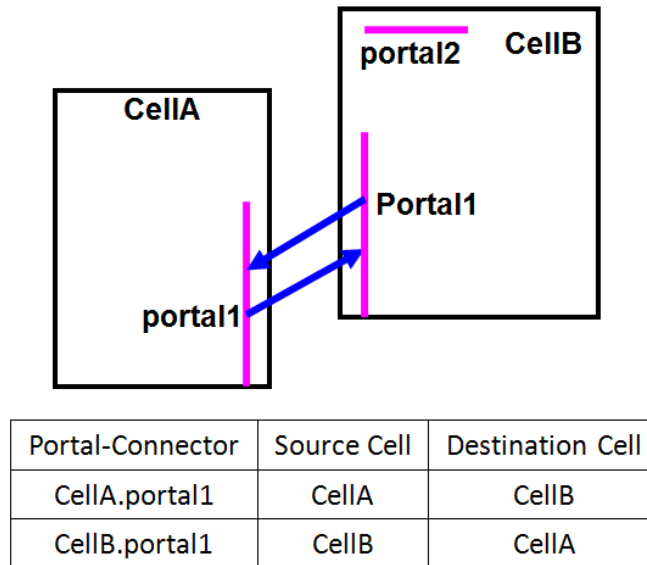 CellB
portal2
CellA
Portal1
portal1
Portal-Connector Source Cell Destination Cell
CellA.portal1 CellA CellB
CellB.portal1 CellB CellA